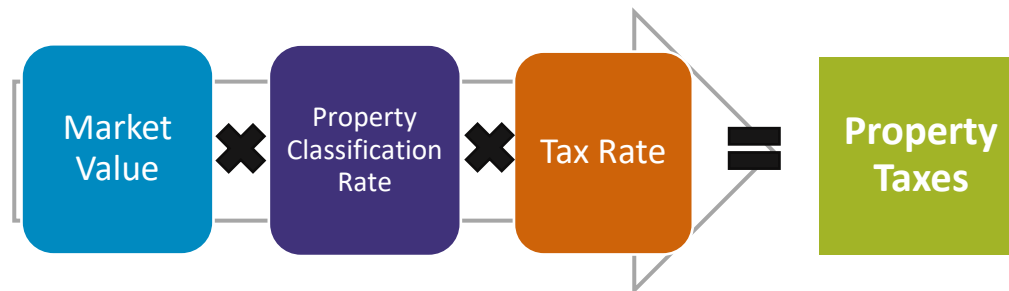 Market
Value
Property
Classification
Rate
Tax Rate
Property
Taxes